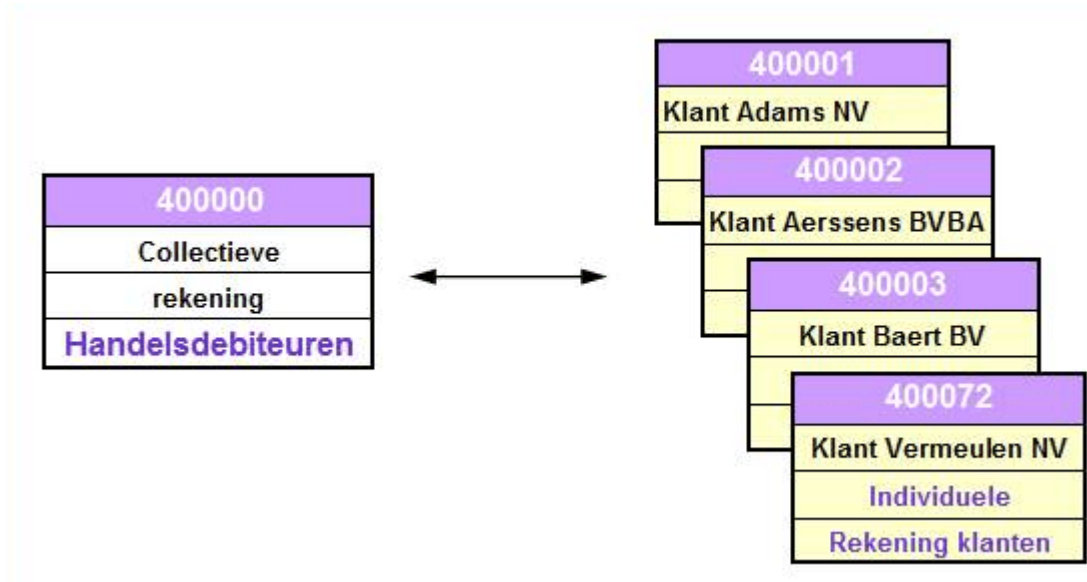 400000
Collectieve
rekening
Handelsdebiteuren
400001
Klant Adams NV
400002
Klant Aerssens BVBA
400003
Klant Baert BV
400072
Klant Vermeulen NV
Individuele
Rekening klanten